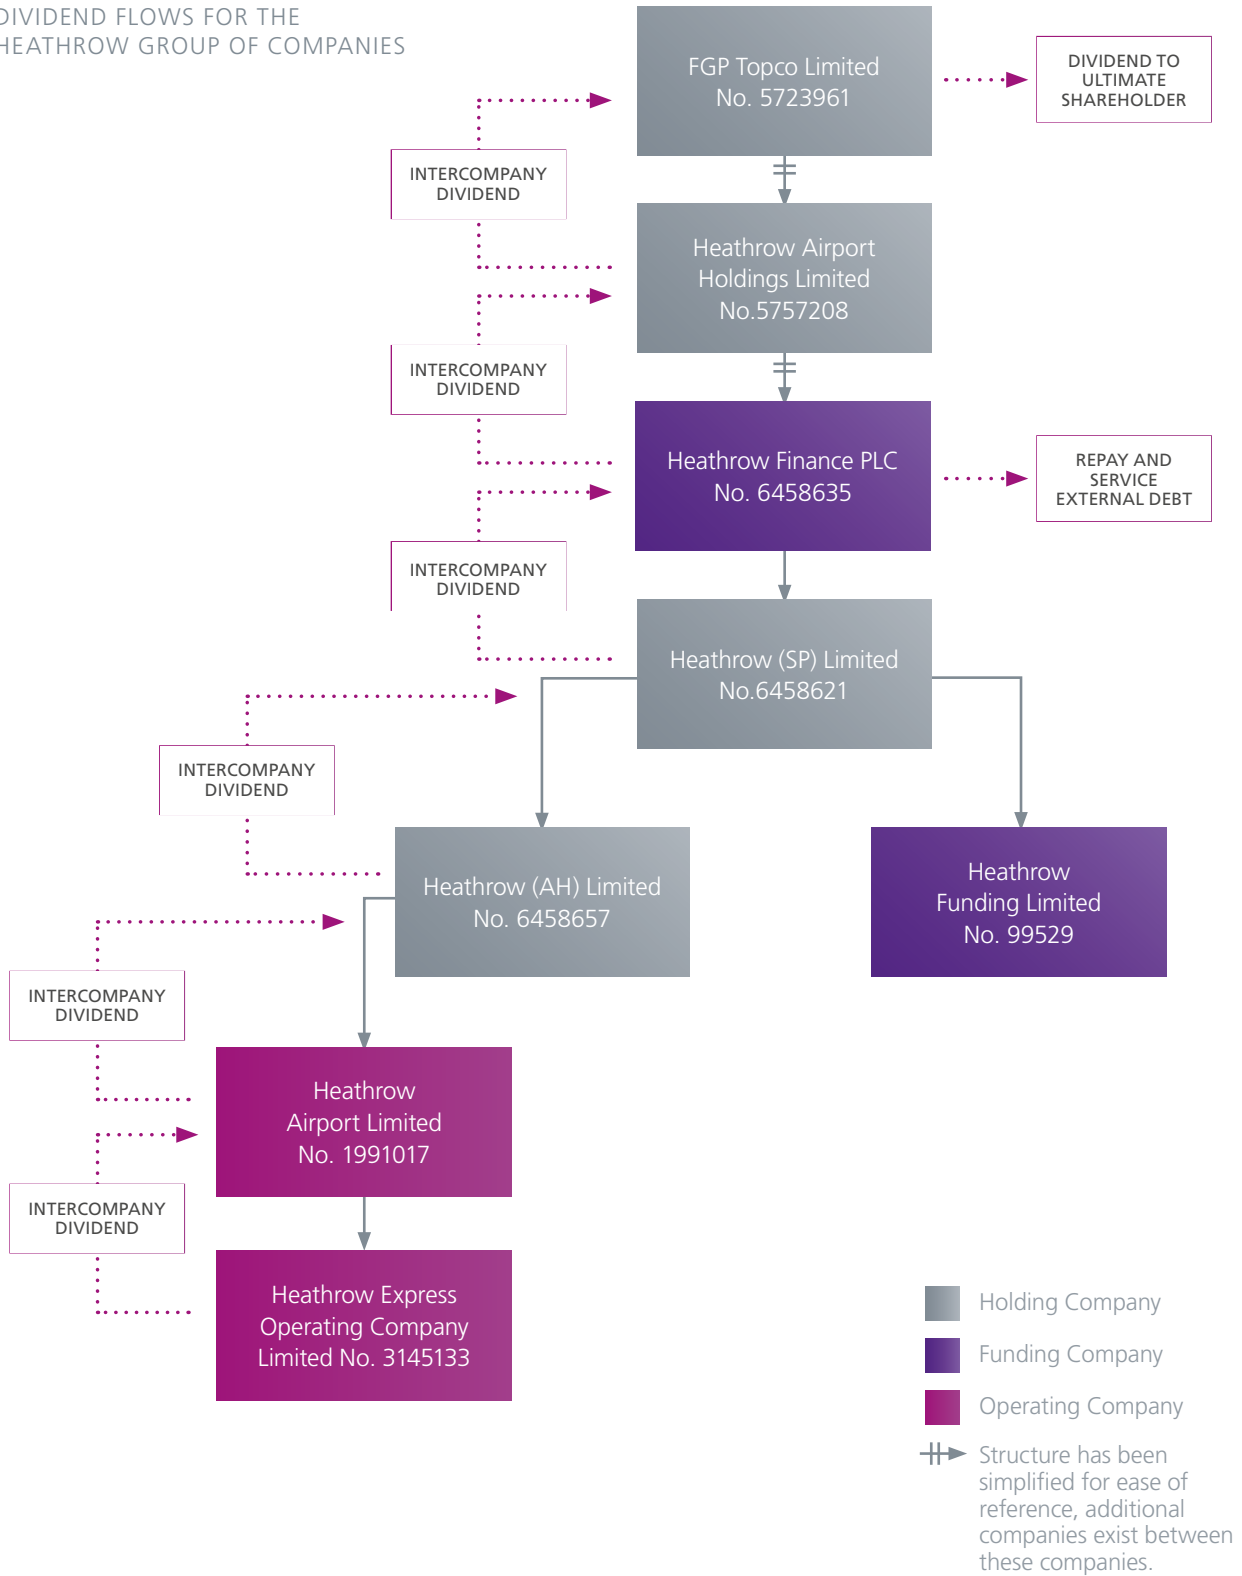 DIVIDEND FLOWS FOR THE
HEATHROW GROUP OF COMPANIES
FGP Topco Limited
No. 5723961
DIVIDEND TO
ULTIMATE
SHAREHOLDER
INTERCOMPANY
DIVIDEND
Heathrow Airport
Holdings Limited
No.5757208
INTERCOMPANY
DIVIDEND
Heathrow Finance PLC
No. 6458635
REPAY AND
SERVICE
EXTERNAL DEBT
INTERCOMPANY
DIVIDEND
Heathrow (SP) Limited
No.6458621
INTERCOMPANY
DIVIDEND
Heathrow (AH) Limited
No. 6458657
Heathrow
Funding Limited
No. 99529
INTERCOMPANY
DIVIDEND
Heathrow
Airport Limited
No. 1991017
INTERCOMPANY
DIVIDEND
Heathrow Express
Operating Company
Limited No. 3145133
Holding Company
Funding Company
Operating Company
Structure has been
simplified for ease of
reference, additional
companies exist between
these companies.